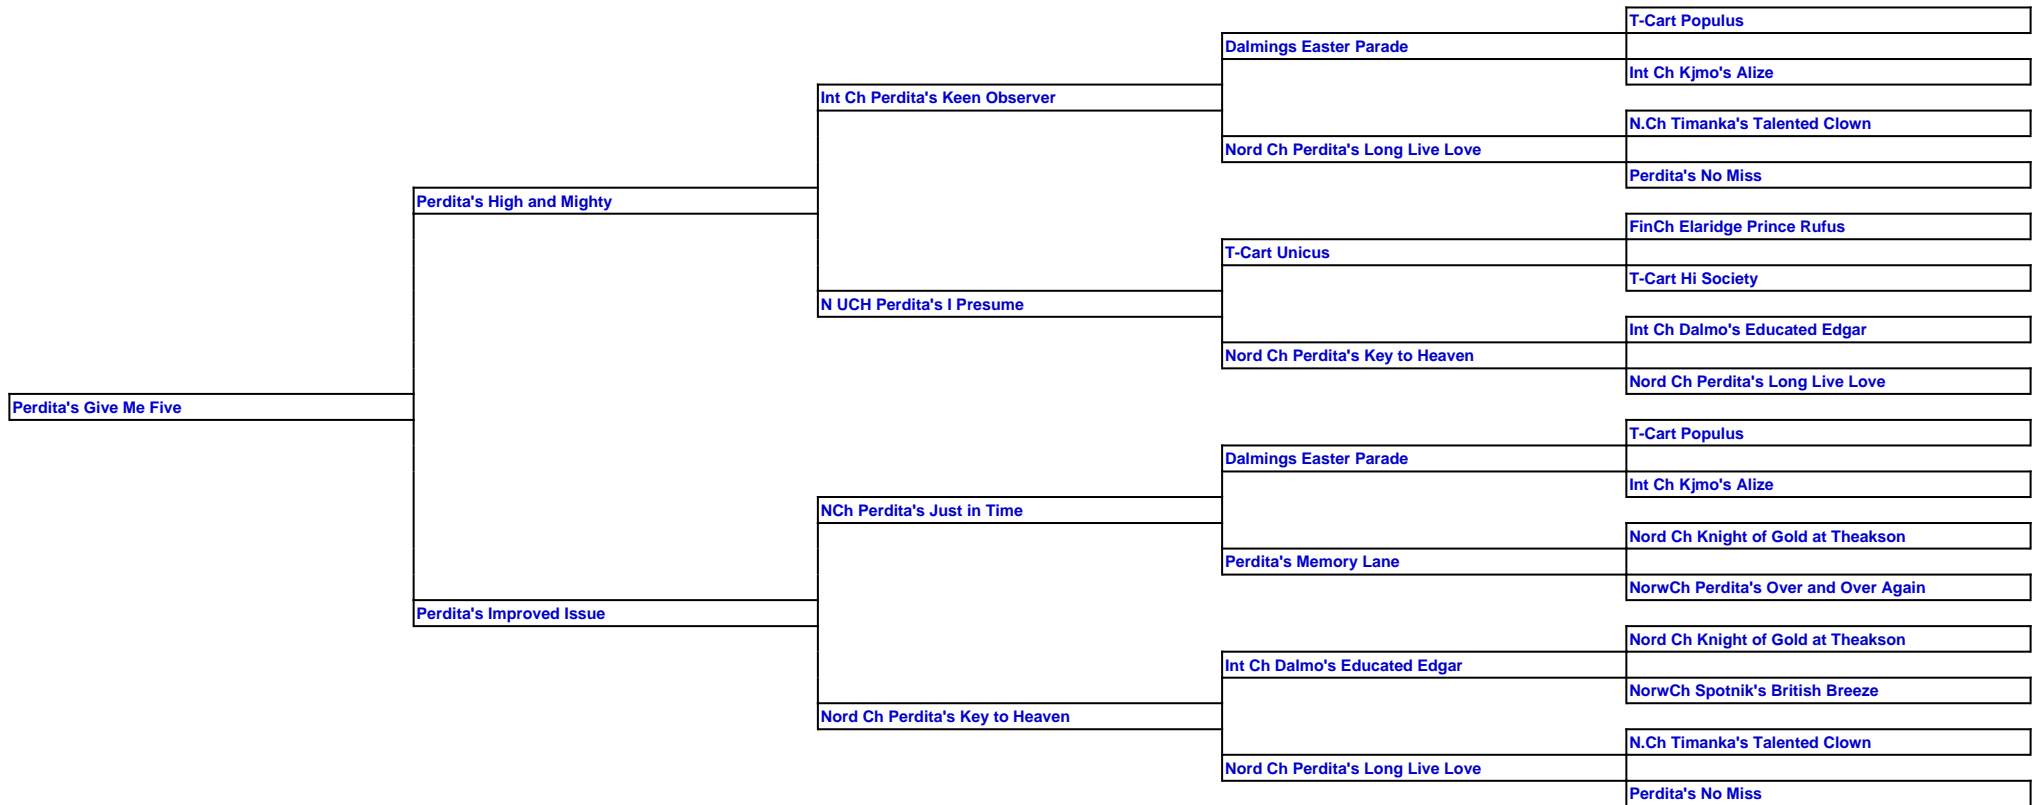 T-Cart Populus
Dalmings Easter Parade
Int Ch Kjmo's Alize
Int Ch Perdita's Keen Observer
N.Ch Timanka's Talented Clown
Nord Ch Perdita's Long Live Love
Perdita's No Miss
Perdita's High and Mighty
FinCh Elaridge Prince Rufus
T-Cart Unicus
T-Cart Hi Society
N UCH Perdita's I Presume
Int Ch Dalmo's Educated Edgar
Nord Ch Perdita's Key to Heaven
Nord Ch Perdita's Long Live Love
Perdita's Give Me Five
T-Cart Populus
Dalmings Easter Parade
Int Ch Kjmo's Alize
NCh Perdita's Just in Time
Nord Ch Knight of Gold at Theakson
Perdita's Memory Lane
NorwCh Perdita's Over and Over Again
Perdita's Improved Issue
Nord Ch Knight of Gold at Theakson
Int Ch Dalmo's Educated Edgar
NorwCh Spotnik's British Breeze
Nord Ch Perdita's Key to Heaven
N.Ch Timanka's Talented Clown
Nord Ch Perdita's Long Live Love
Perdita's No Miss